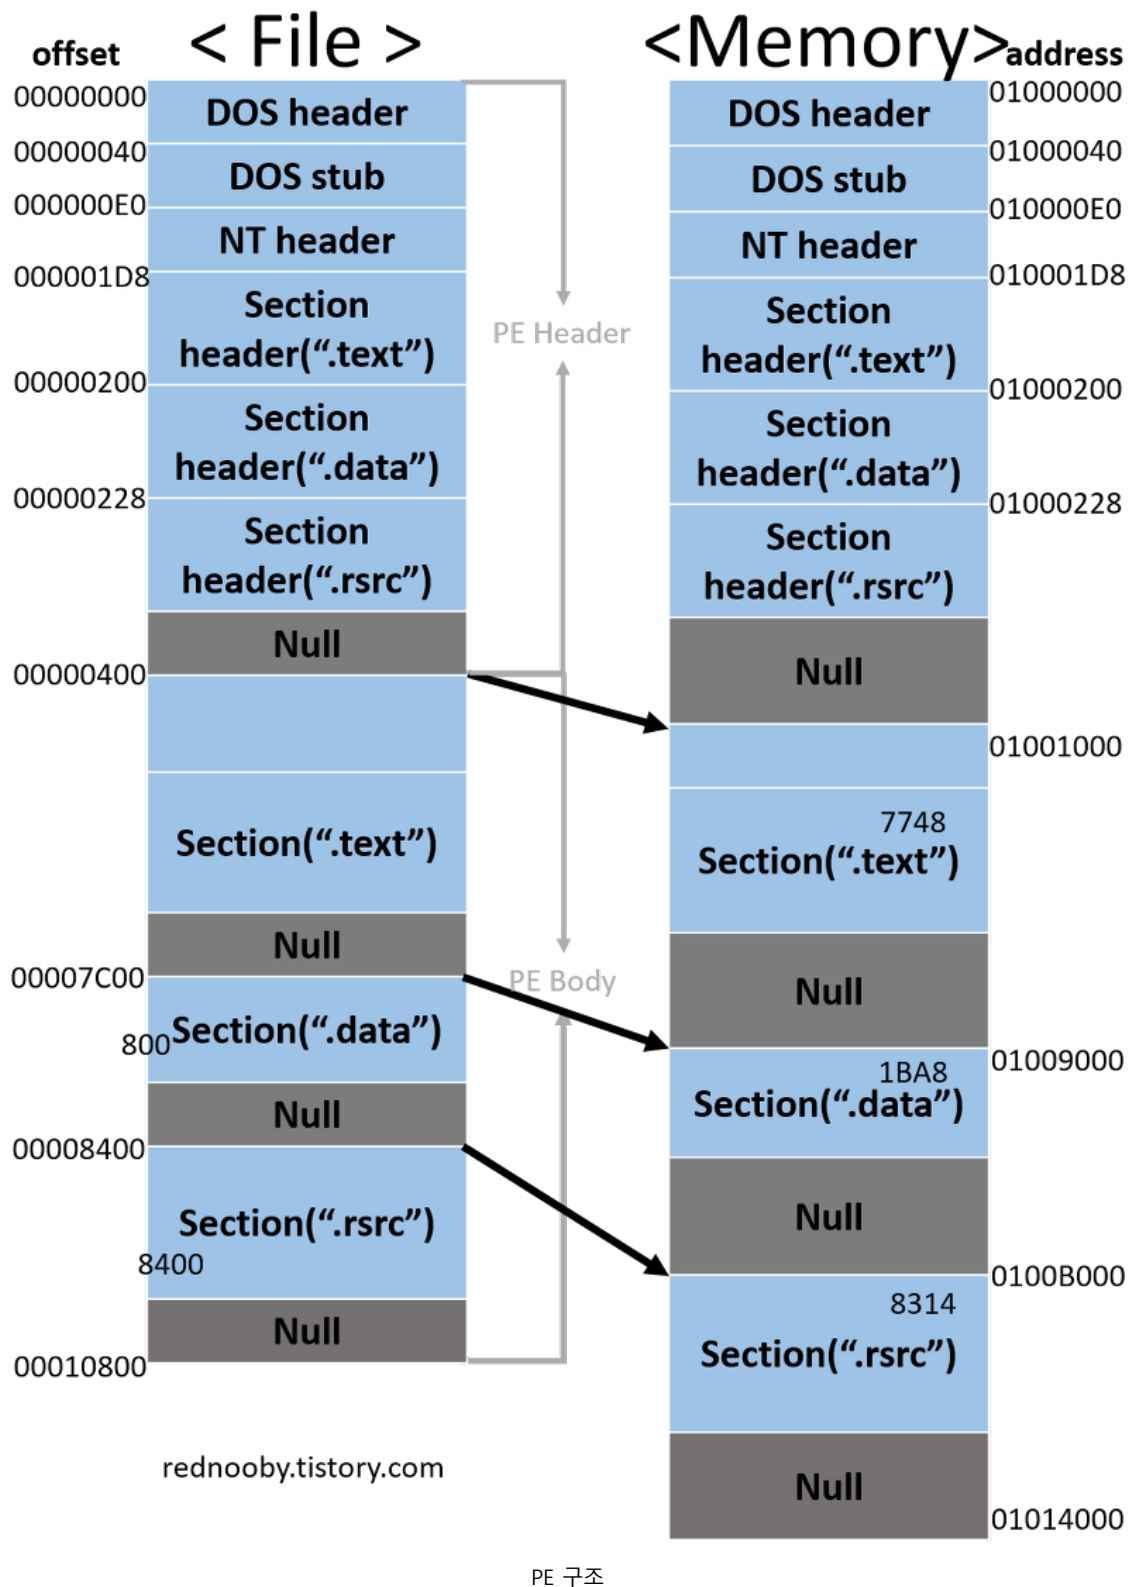 < File >
<Memory>
offset
address
00000000
DOS header
00000040
DOS stub
000000E0
NT header
000001D8
Section
header(“.text”)
00000200
Section
header(“.data”)
00000228
Section
header(“.rsrc”)
Null
00000400
Section(“.text”)
Null
00007C00
Section(“.data”)
800
Null
00008400
Section(“.rsrc”)
8400
Null
00010800
rednooby.tistory.com
PE Header
PE Body
01000000
DOS header
01000040
DOS stub
010000E0
NT header
010001D8
Section
header(“.text”)
01000200
Section
header(“.data”)
01000228
Section
header(“.rsrc”)
Null
01001000
7748
Section(“.text”)
Null
01009000
1BA8
Section(“.data”)
Null
0100B000
8314
Section(“.rsrc”)
Null
01014000
PE 구조